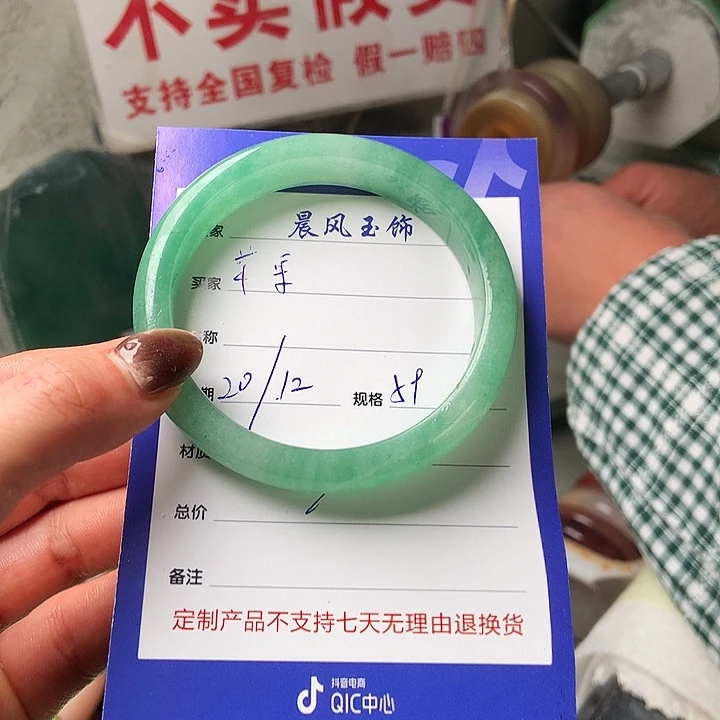 不买假货
支持全国复检 假一赔四
家 晨风玉饰
买家
称
期 20/12 规格 59
材质
总价
备注
定制产品不支持七天无理由退换货
抖音电商
QIC中心